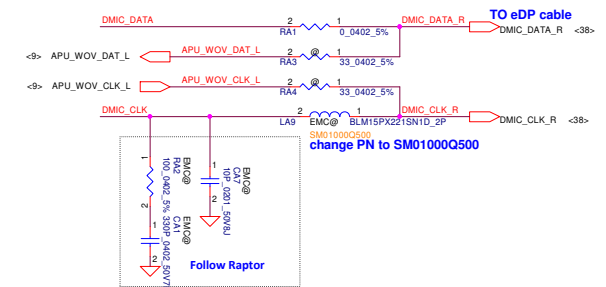 TO eDP cable
DMIC_DATA
2
1
DMIC_DATA_R
RA1
0_0402_5%
DMIC_DATA_R <38>
<9> APU_WOV_DAT_L
APU_WOV_DAT_L
2
@
1
RA3
33_0402_5%
<9> APU_WOV_CLK_L
APU_WOV_CLK_L
2
@
1
RA4
33_0402_5%
DMIC_CLK
2
1
DMIC_CLK_R
LA9
EMC@
BLM15PX221SN1D_2P
DMIC_CLK_R <38>
SM01000Q500
change PN to SM01000Q500
1
2
EMC@
RA2
100_0402_5%
1
2
EMC@
CA1
330P_0402_50V7
1
2
EMC@
CA7
10P_0201_50V8J
Follow Raptor